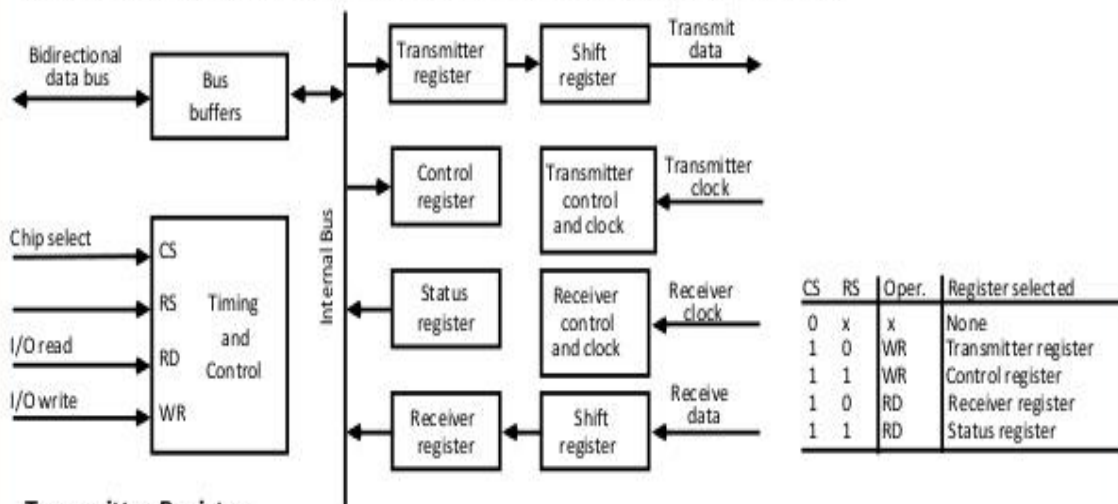 Bidirectional
data bus
Bus
buffers
Transmitter
register
Shift
register
Transmit
data
Control
register
Transmitter
control
and clock
Transmitter
clock
Internal Bus
Chip select
CS
RS
I/O read
RD
I/O write
WR
Timing
and
Control
Status
register
Receiver
control
and clock
Receiver
clock
Receiver
register
Shift
register
Receive
data
CS RS Oper. Register selected
0 x x None
1 0 WR Transmitter register
1 1 WR Control register
1 0 RD Receiver register
1 1 RD Status register